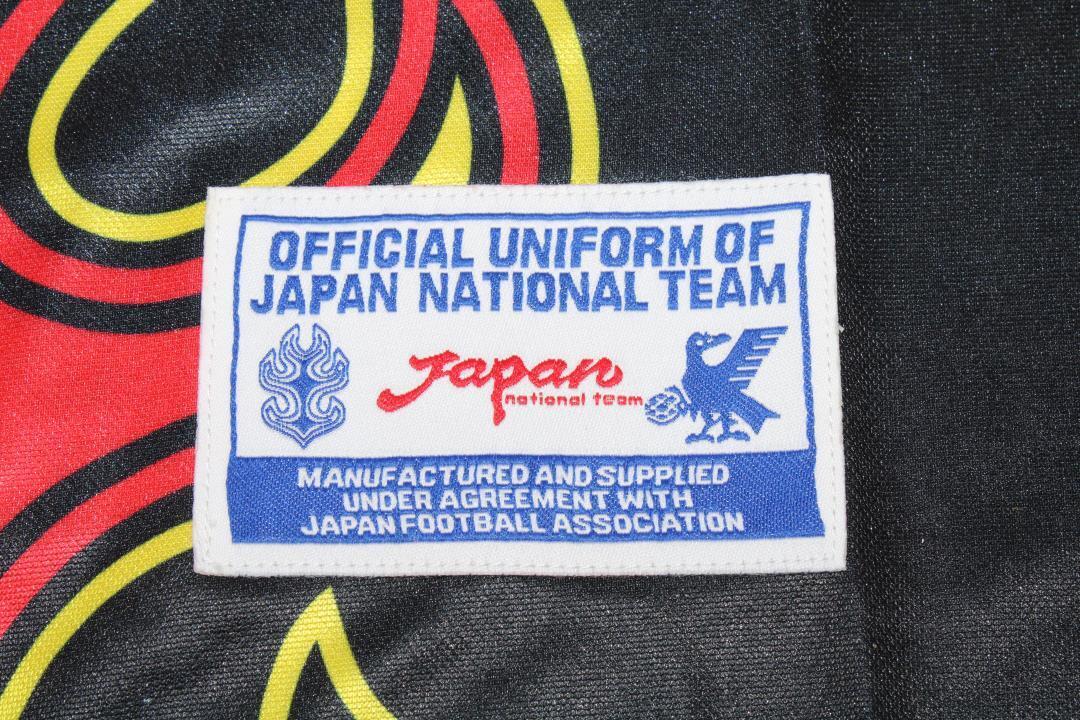 OFFICIAL UNIFORM OF
JAPAN NATIONAL TEAM
Japan
national team
MANUFACTURED AND SUPPLIED
UNDER AGREEMENT WITH
JAPAN FOOTBALL ASSOCIATION